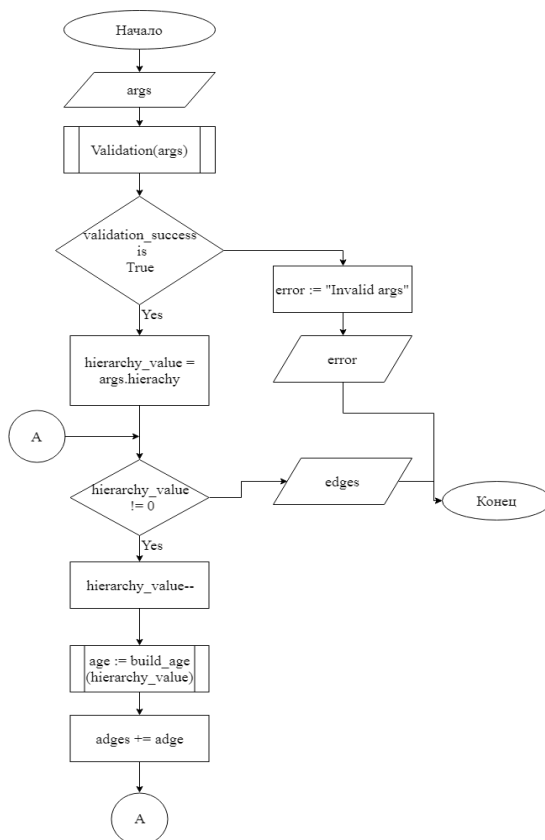 Начало
args
Validation(args)
validation_success
is
True
Yes
error := "Invalid args"
error
hierarchy_value =
args.hierachy
A
hierarchy_value
!= 0
edges
Конец
Yes
hierarchy_value--
age := build_age
(hierarchy_value)
adges += adge
A